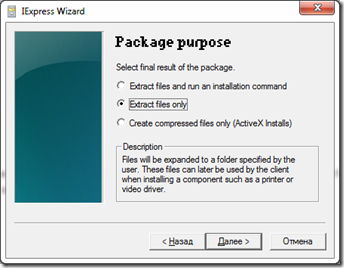 IExpress Wizard
Package purpose
Select final result of the package.
Extract files and run an installation command
Extract files only
Create compressed files only (ActiveX Installs)
Description
Files will be expanded to a folder specified by the
user. These files can later be used by the client
when installing a component such as a printer or
video driver.
< Назад Далее > Отмена